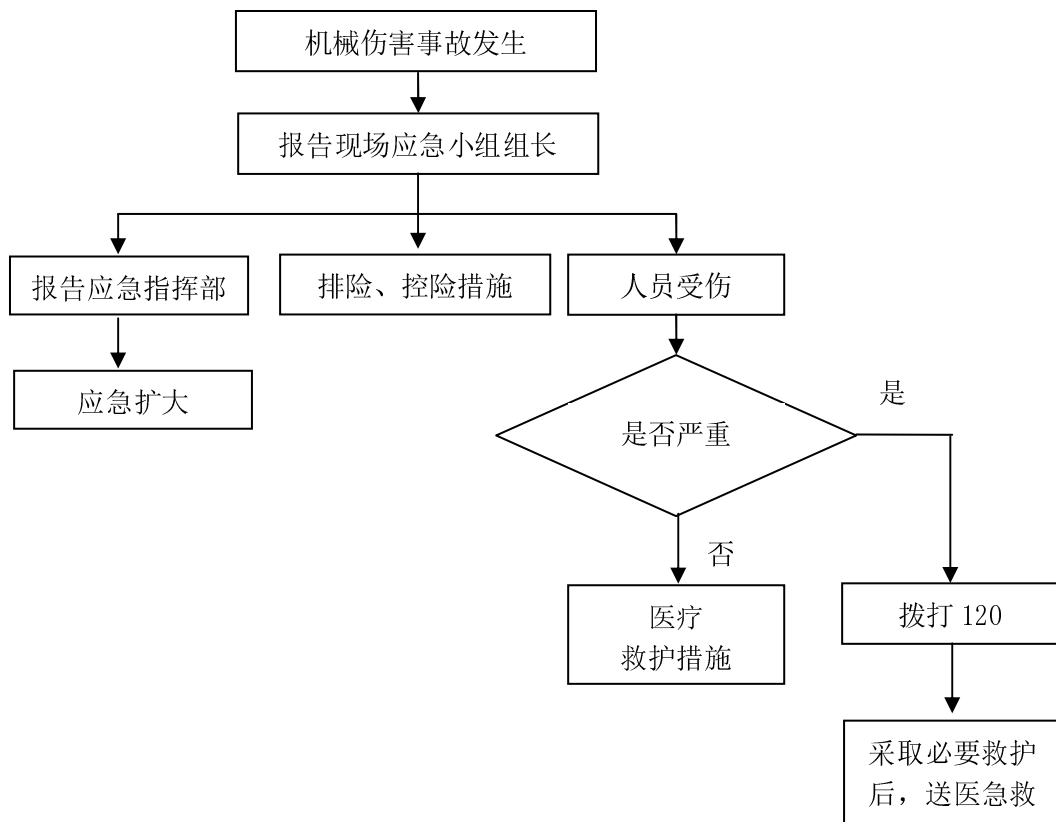 机械伤害事故发生
报告现场应急小组组长
报告应急指挥部
排险、控险措施
人员受伤
应急扩大
是否严重
是
否
医疗
救护措施
拨打 120
采取必要救护
后，送医急救